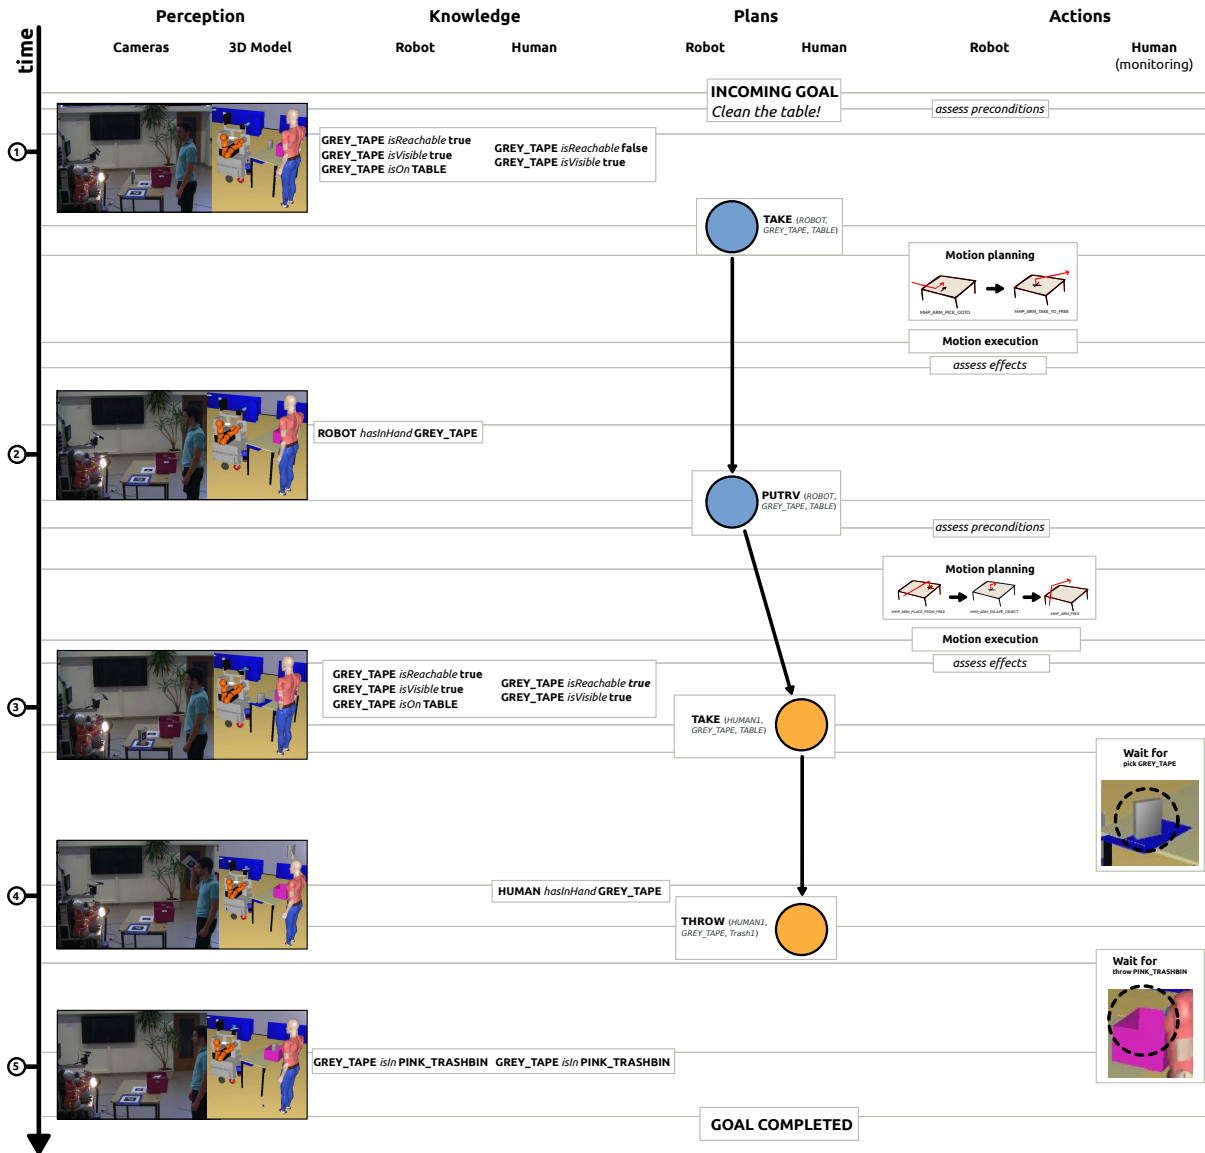 Perception
Knowledge
Plans
Actions
time
Cameras
3D Model
Robot
Human
Robot
Human
Robot
Human
(monitoring)
INCOMING GOAL
Clean the table!
assess preconditions
1
GREY_TAPE isReachable true
GREY_TAPE isVisible true
GREY_TAPE isOn TABLE
GREY_TAPE isReachable false
GREY_TAPE isVisible true
TAKE (ROBOT,
GREY_TAPE, TABLE)
Motion planning
MHP_ARM_PICK_GOTO
MHP_ARM_TAKE_TO_FREE
Motion execution
assess effects
2
ROBOT hasInHand GREY_TAPE
PUTRV (ROBOT,
GREY_TAPE, TABLE)
assess preconditions
Motion planning
MHP_ARM_PLACE_FROM_FREE
MHP_ARM_ESCAPE_OBJECT
MHP_ARM_FREE
Motion execution
assess effects
3
GREY_TAPE isReachable true
GREY_TAPE isVisible true
GREY_TAPE isOn TABLE
GREY_TAPE isReachable true
GREY_TAPE isVisible true
TAKE (HUMAN1,
GREY_TAPE, TABLE)
Wait for
pick GREY_TAPE
4
HUMAN hasInHand GREY_TAPE
THROW (HUMAN1,
GREY_TAPE, Trash1)
Wait for
throw PINK_TRASHBIN
5
GREY_TAPE isIn PINK_TRASHBIN
GREY_TAPE isIn PINK_TRASHBIN
GOAL COMPLETED